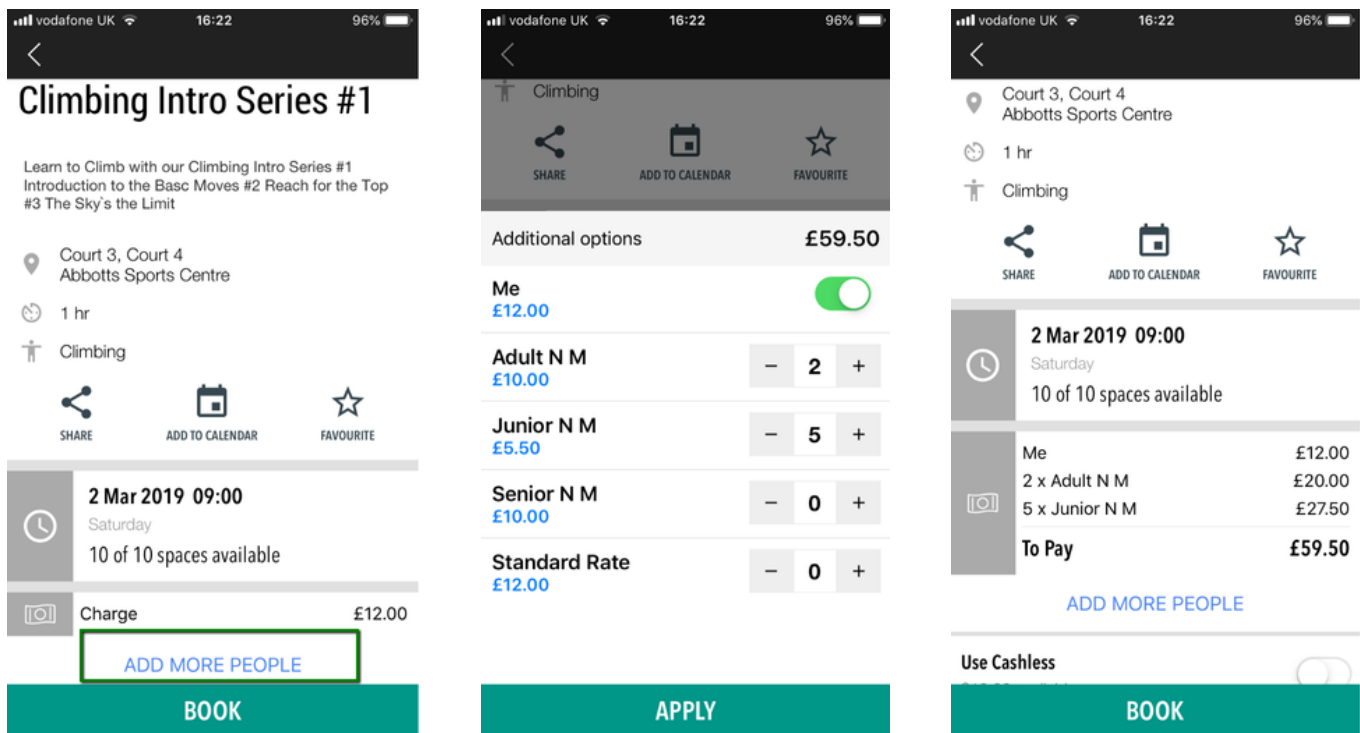 vodafone UK 16:22 96%
Climbing Intro Series #1
Learn to Climb with our Climbing Intro Series #1
Introduction to the Basc Moves #2 Reach for the Top
#3 The Sky`s the Limit
Court 3, Court 4
Abbotts Sports Centre
1 hr
Climbing
SHARE ADD TO CALENDAR FAVOURITE
2 Mar 2019 09:00
Saturday
10 of 10 spaces available
Charge £12.00
ADD MORE PEOPLE
BOOK
vodafone UK 16:22 96%
Climbing
SHARE ADD TO CALENDAR FAVOURITE
Additional options £59.50
Me
£12.00
Adult N M
£10.00
2
Junior N M
£5.50
5
Senior N M
£10.00
0
Standard Rate
£12.00
0
APPLY
vodafone UK 16:22 96%
Court 3, Court 4
Abbotts Sports Centre
1 hr
Climbing
SHARE ADD TO CALENDAR FAVOURITE
2 Mar 2019 09:00
Saturday
10 of 10 spaces available
Me £12.00
2 x Adult N M £20.00
5 x Junior N M £27.50
To Pay £59.50
ADD MORE PEOPLE
Use Cashless
BOOK